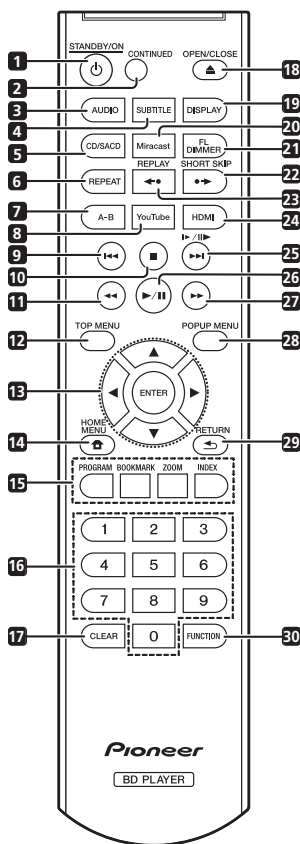 STANDBY/ON CONTINUED OPEN/CLOSE
1 2 18
3 AUDIO SUBTITLE DISPLAY 19
4 20
5 CD/SACD Miracast FL DIMMER 21
REPLAY SHORT SKIP
6 REPEAT 22
23
7 A-B YouTube HDMI 24
8
9 25
10 26
11 27
12 TOP MENU POPUP MENU 28
13 ENTER
HOME MENU RETURN
14 29
PROGRAM BOOKMARK ZOOM INDEX
15
1 2 3
16 4 5 6
7 8 9
17 CLEAR 0 FUNCTION 30
Pioneer
BD PLAYER